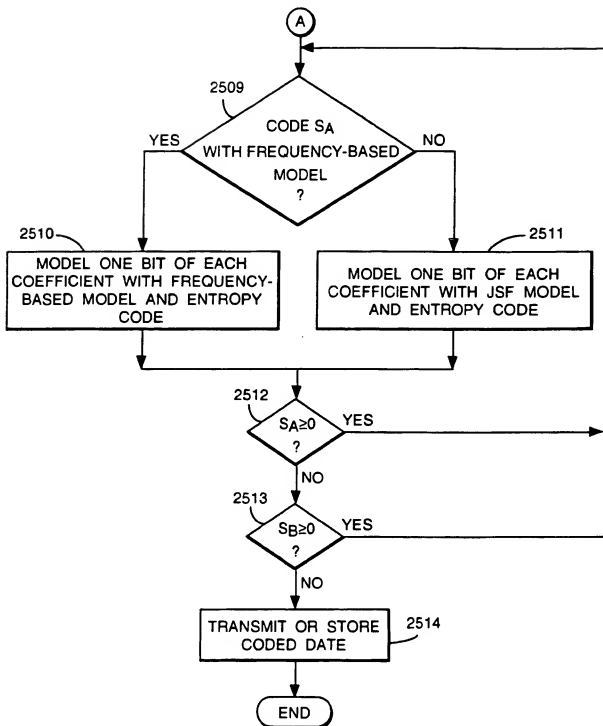 A
2509
CODE SA
YES
WITH FREQUENCY-BASED
NO
MODEL
?
2510
MODEL ONE BIT OF EACH
COEFFICIENT WITH FREQUENCY-
BASED MODEL AND ENTROPY
CODE
2511
MODEL ONE BIT OF EACH
COEFFICIENT WITH JSF MODEL
AND ENTROPY CODE
2512
SA≥0
?
YES
NO
2513
SB≥0
?
YES
NO
TRANSMIT OR STORE
CODED DATE
2514
END